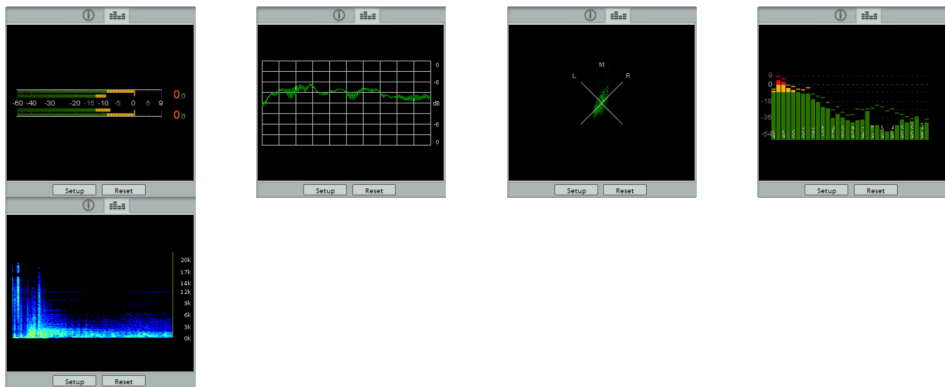 -60 -40 -30 -20 -15 -10 -5 0 5 9
0.0
0.0
Setup Reset
0
-6
dB
-6
0
Setup Reset
M
L R
Setup Reset
9
0
-18
-36
-54
Setup Reset
20k
17k
14k
12k
9k
6k
3k
0k
Setup Reset